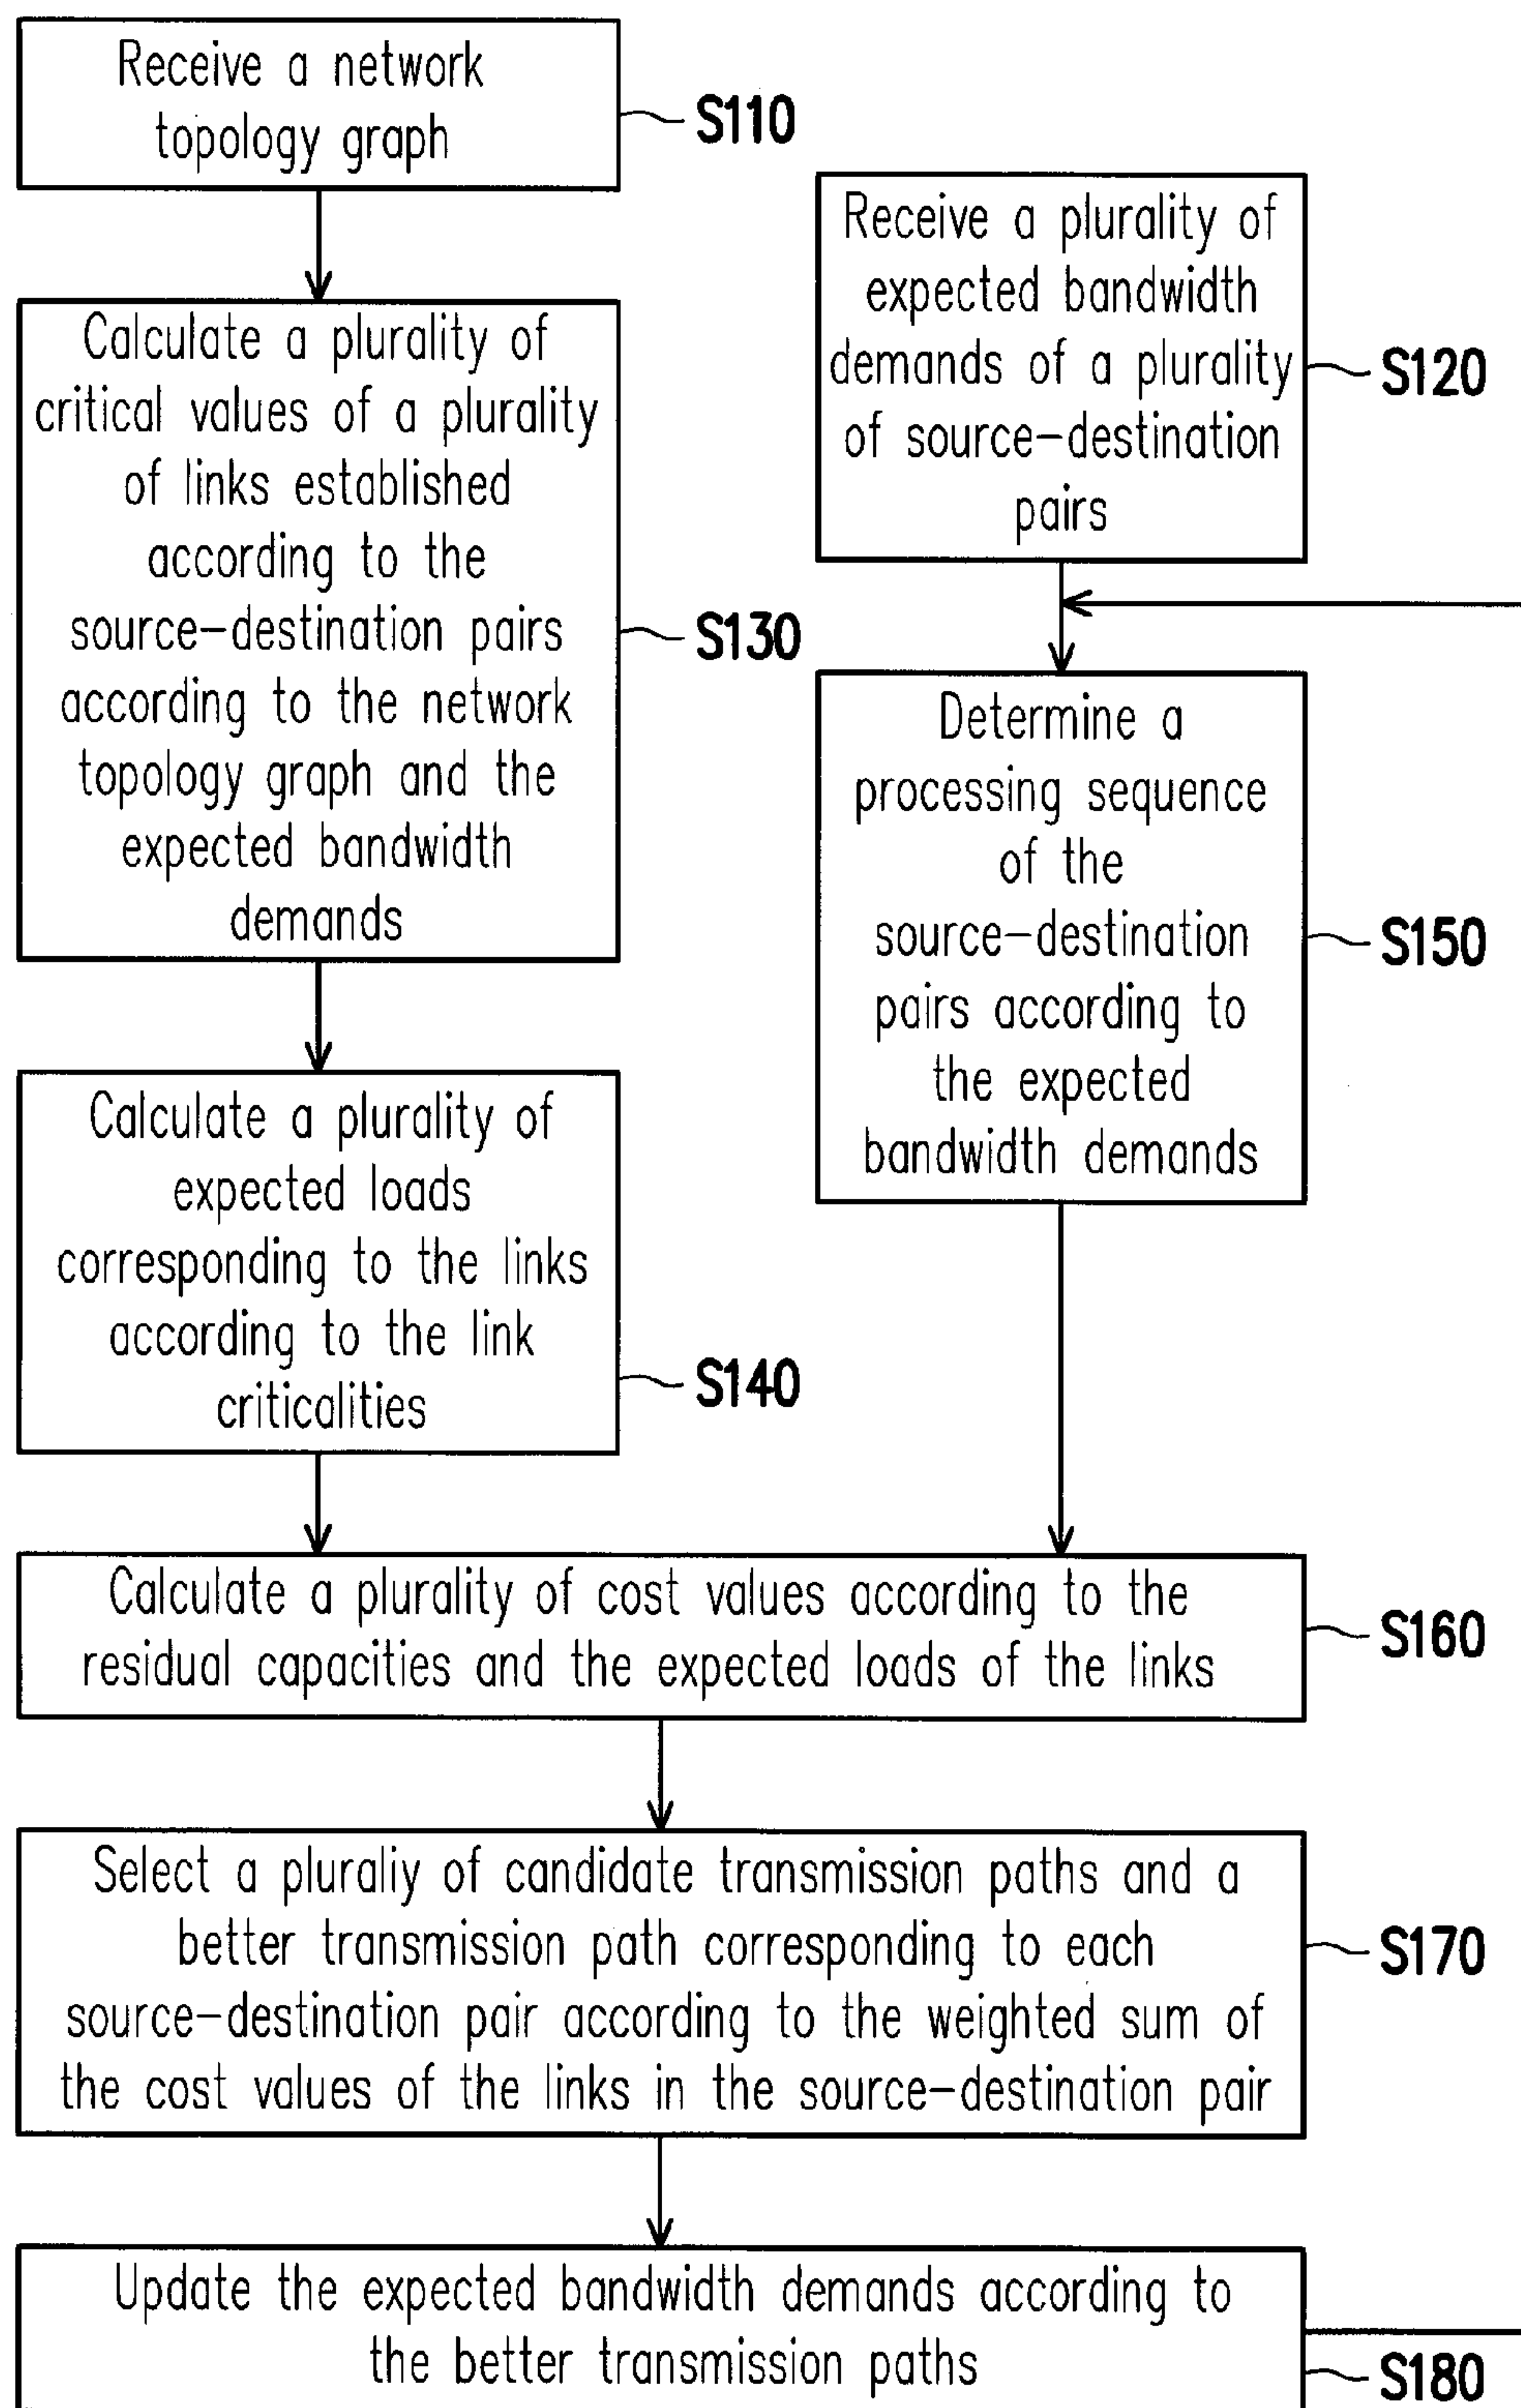 Receive a network
topology graph
S110
Receive a plurality of
expected bandwidth
demands of a plurality
of source-destination
pairs
S120
Calculate a plurality of
critical values of a plurality
of links established
according to the
source-destination pairs
according to the network
topology graph and the
expected bandwidth
demands
S130
Determine a
processing sequence
of the
source-destination
pairs according to
the expected
bandwidth demands
S150
Calculate a plurality of
expected loads
corresponding to the links
according to the link
criticalities
S140
Calculate a plurality of cost values according to the
residual capacities and the expected loads of the links
S160
Select a pluraliy of candidate transmission paths and a
better transmission path corresponding to each
source-destination pair according to the weighted sum of
the cost values of the links in the source-destination pair
S170
Update the expected bandwidth demands according to
the better transmission paths
S180